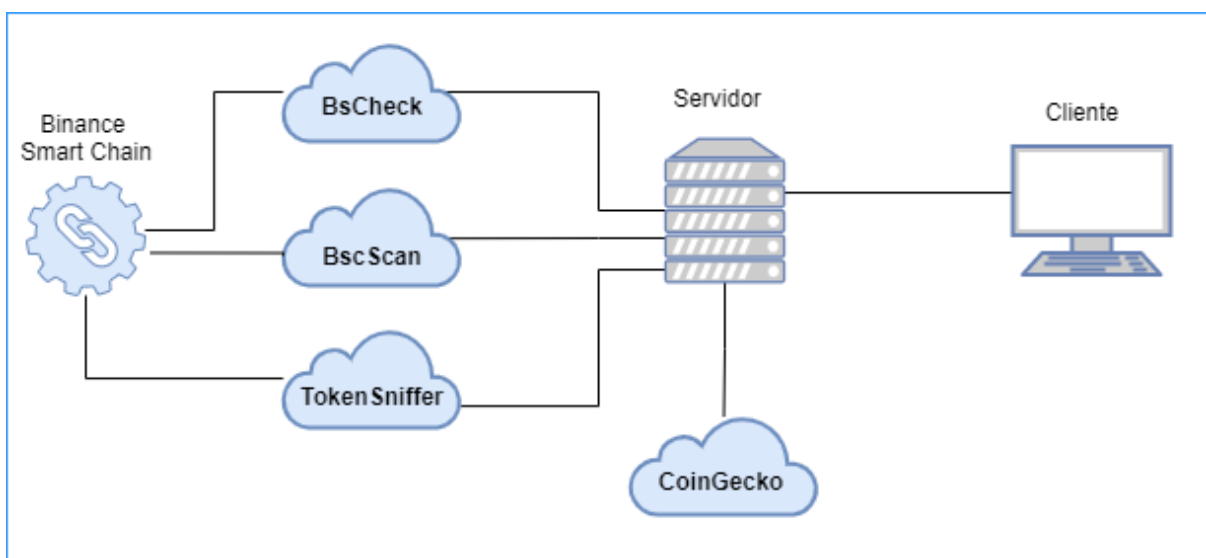 Binance
Smart Chain
BsCheck
BscScan
TokenSniffer
Servidor
CoinGecko
Cliente